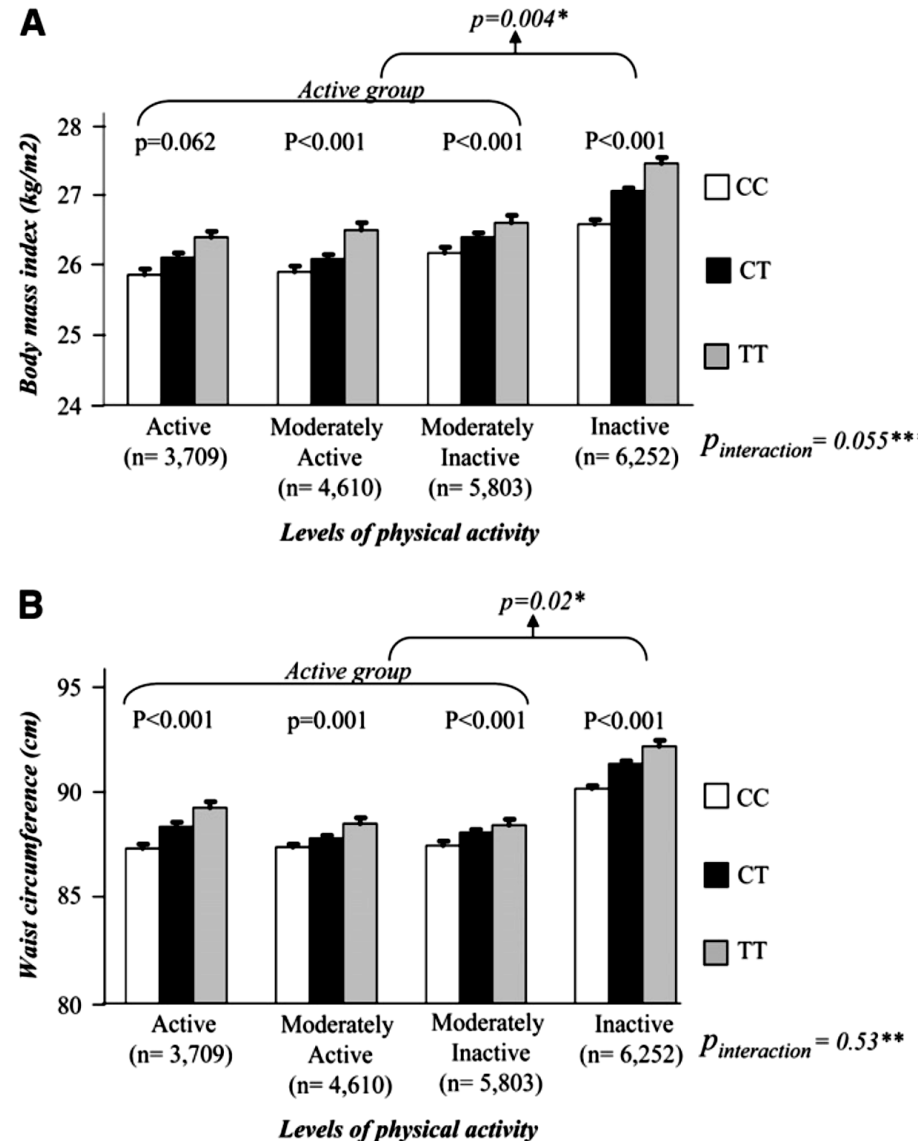 A
p=0.004*
Active group
p=0.062 P<0.001 P<0.001 P<0.001
Body mass index (kg/m2)
28
27
26
25
24
CC
CT
TT
Active Moderately Moderately Inactive
(n= 3,709) Active Inactive (n= 6,252)
(n= 4,610) (n= 5,803)
Pinteraction= 0.055**
Levels of physical activity
B
p=0.02*
Active group
P<0.001 p=0.001 P<0.001 P<0.001
Waist circumference (cm)
95
90
85
80
CC
CT
TT
Active Moderately Moderately Inactive
(n= 3,709) Active Inactive (n= 6,252)
(n= 4,610) (n= 5,803)
Pinteraction= 0.53**
Levels of physical activity